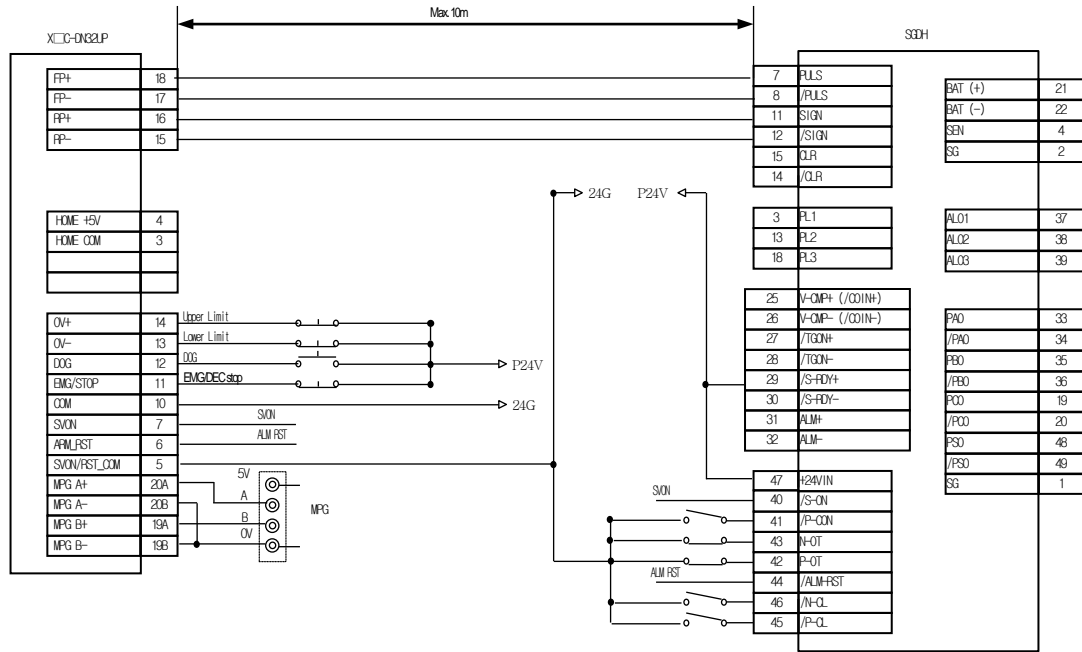 Max.10m
X□C-DN32UP
SGDH
FP+ 18
FP- 17
RP+ 16
RP- 15
HOME +5V 4
HOME COM 3
OV+ 14 Upper Limit
OV- 13 Lower Limit
DOG 12 DOG
EMG/STOP 11 EMG/DEC stop
COM 10
SVON 7 SVON
ARM_RST 6 ALM RST
SVON/RST_COM 5
MPG A+ 20A
MPG A- 20B
MPG B+ 19A
MPG B- 19B
5V
A
B
0V
MPG
P24V
24G
24G P24V
7 PULS
8 /PULS
11 SIGN
12 /SIGN
15 CLR
14 /CLR
3 PL1
13 PL2
18 PL3
25 V-CMP+ (/COIN+)
26 V-CMP- (/COIN-)
27 /TGON+
28 /TGON-
29 /S-RDY+
30 /S-RDY-
31 ALM+
32 ALM-
47 +24VIN
SVON 40 /S-ON
41 /P-CON
43 N-OT
42 P-OT
ALM RST 44 /ALM-RST
46 /N-CL
45 /P-CL
BAT (+) 21
BAT (-) 22
SEN 4
SG 2
ALO1 37
ALO2 38
ALO3 39
PAO 33
/PAO 34
PBO 35
/PBO 36
PCO 19
/PCO 20
PSO 48
/PSO 49
SG 1